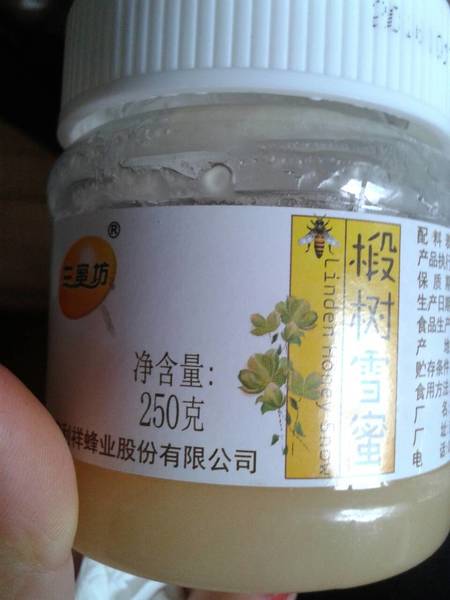 三奚坊®
净含量:
250克
祥蜂业股份有限公司
椴树雪蜜
Linden Honey Snow
配料
产品执行
保质期
生产日期
食品生产
产地
贮存条件
食用方法
厂名
厂址
电话